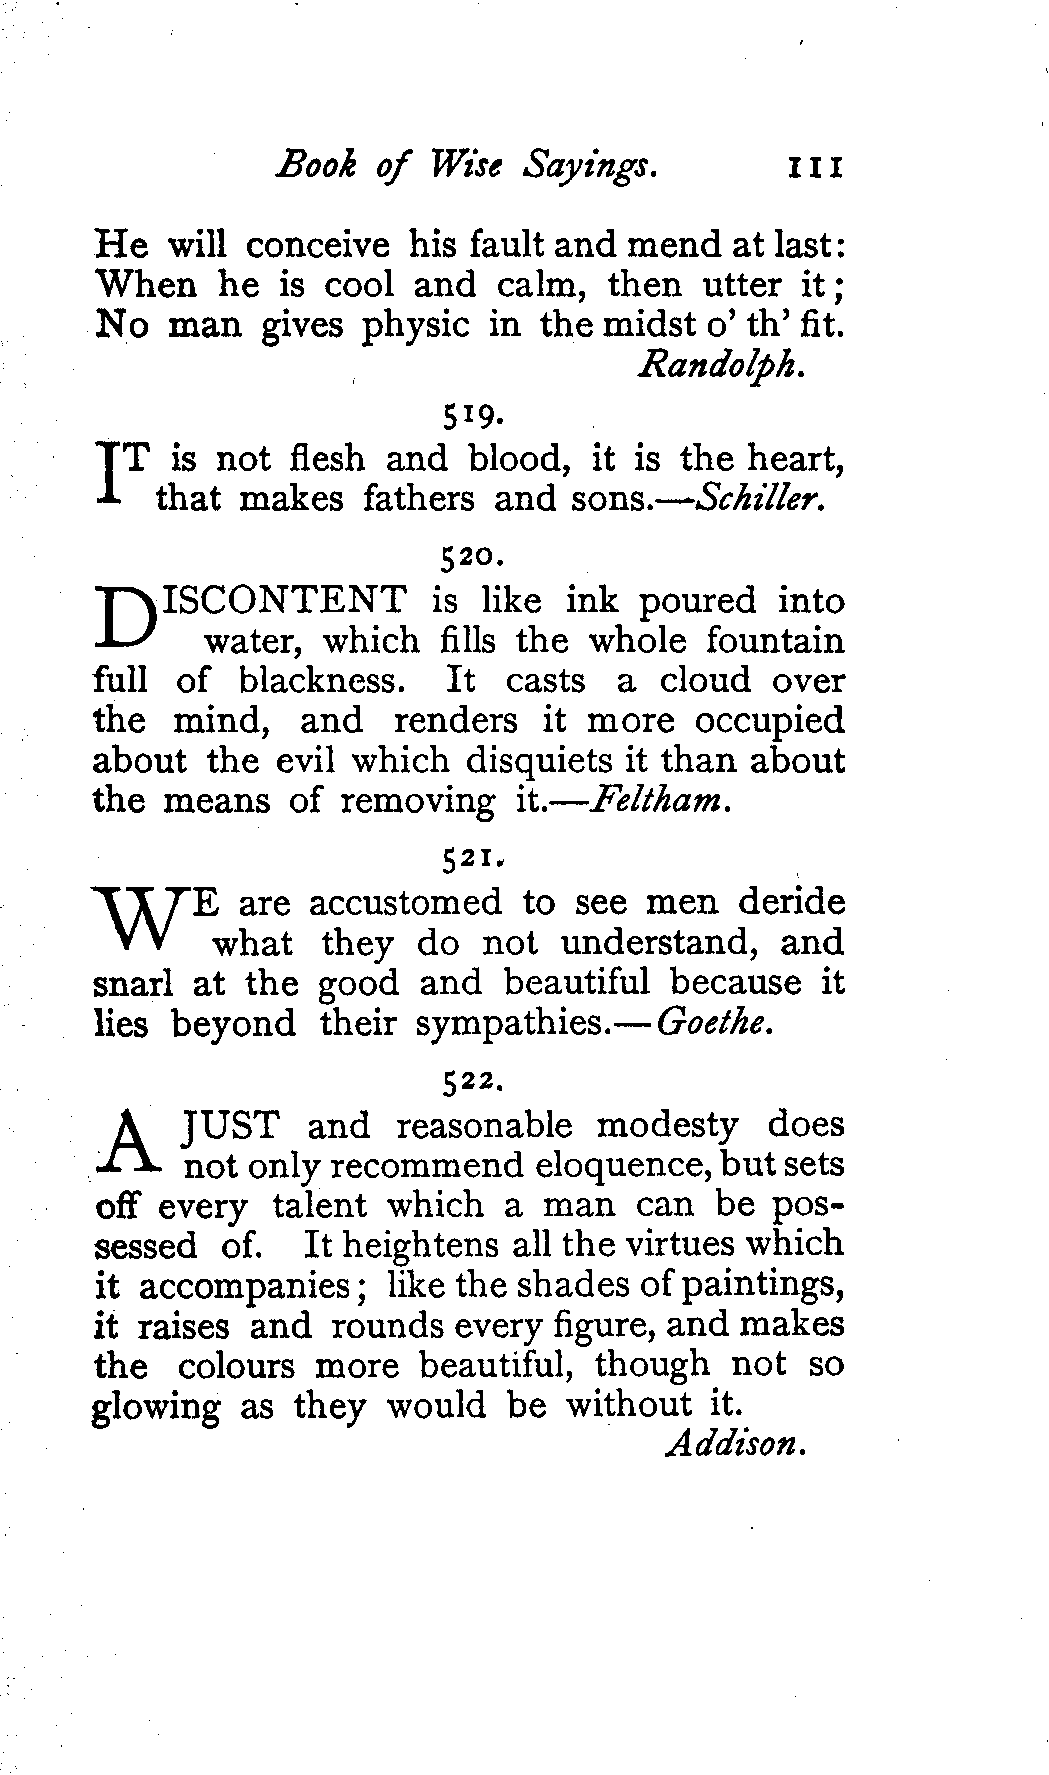 Book of Wise Sayings. 111
He will conceive his fault and mend at last:
When he is cool and calm, then utter it;
No man gives physic in the midst o' th' fit.
Randolph.
519.
IT is not flesh and blood, it is the heart,
that makes fathers and sons.—Schiller.
520.
DISCONTENT is like ink poured into
water, which fills the whole fountain
full of blackness. It casts a cloud over
the mind, and renders it more occupied
about the evil which disquiets it than about
the means of removing it.—Feltham.
521.
WE are accustomed to see men deride
what they do not understand, and
snarl at the good and beautiful because it
lies beyond their sympathies.—Goethe.
522.
A JUST and reasonable modesty does
not only recommend eloquence, but sets
off every talent which a man can be pos-
sessed of. It heightens all the virtues which
it accompanies; like the shades of paintings,
it raises and rounds every figure, and makes
the colours more beautiful, though not so
glowing as they would be without it.
Addison.